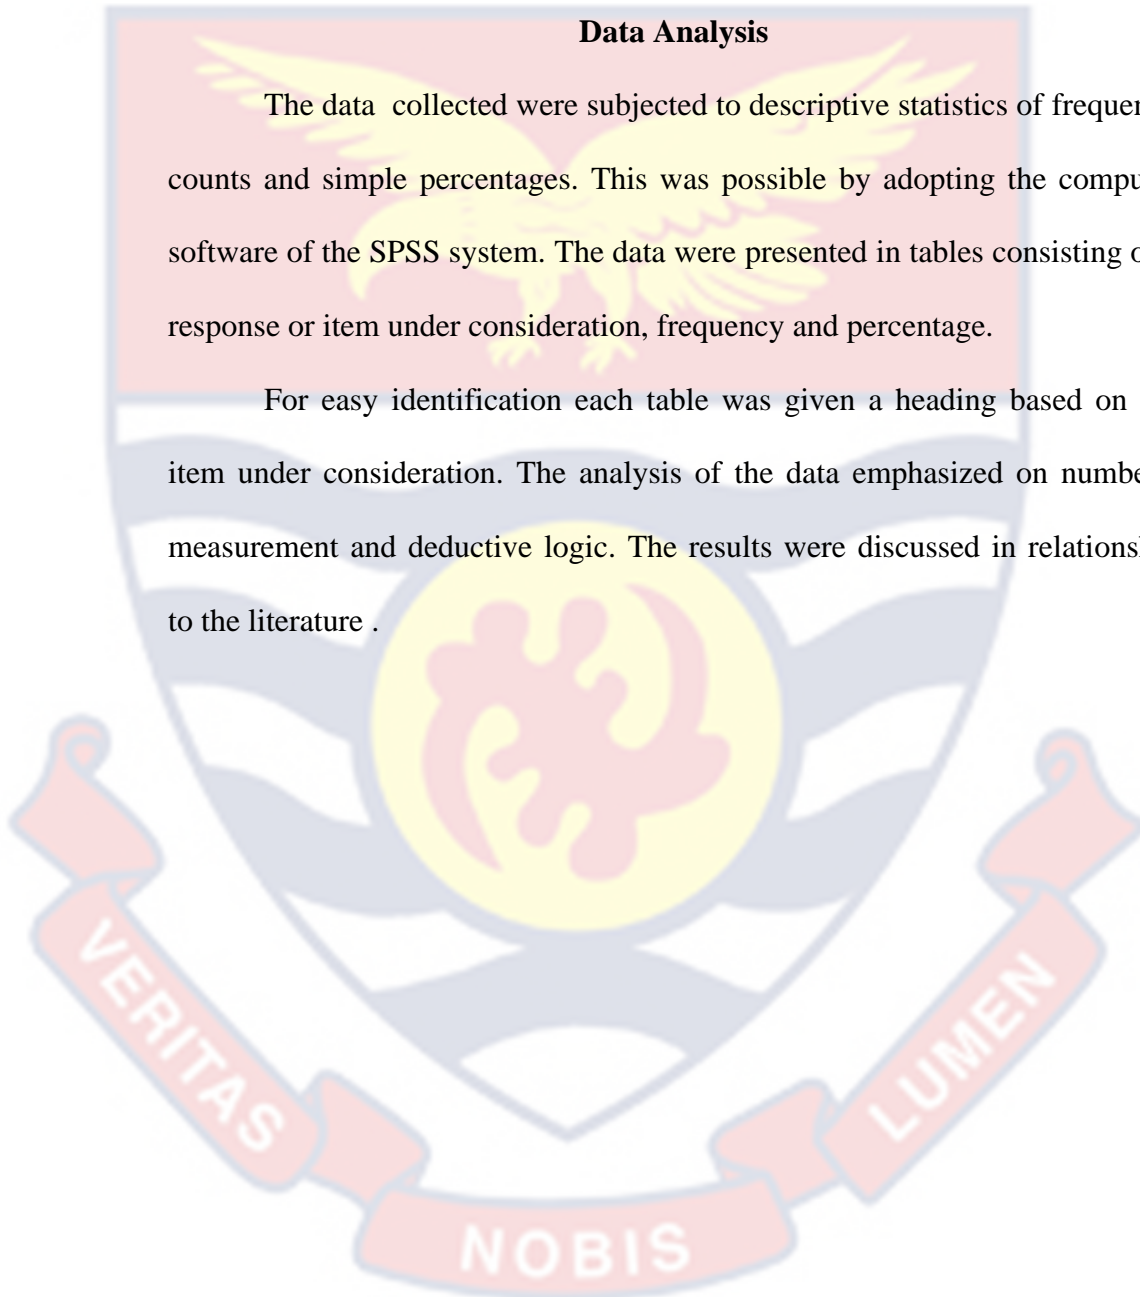 Data Analysis
The data collected were subjected to descriptive statistics of
counts and simple percentages. This was possible by adopting the
software of the SPSS system. The data were presented in tables consisting
response or item under consideration, frequency and percentage.
For easy identification each table was given a heading based on
item under consideration. The analysis of the data emphasized on
measurement and deductive logic. The results were discussed in
to the literature .
VERITAS
NOBIS
LUMEN